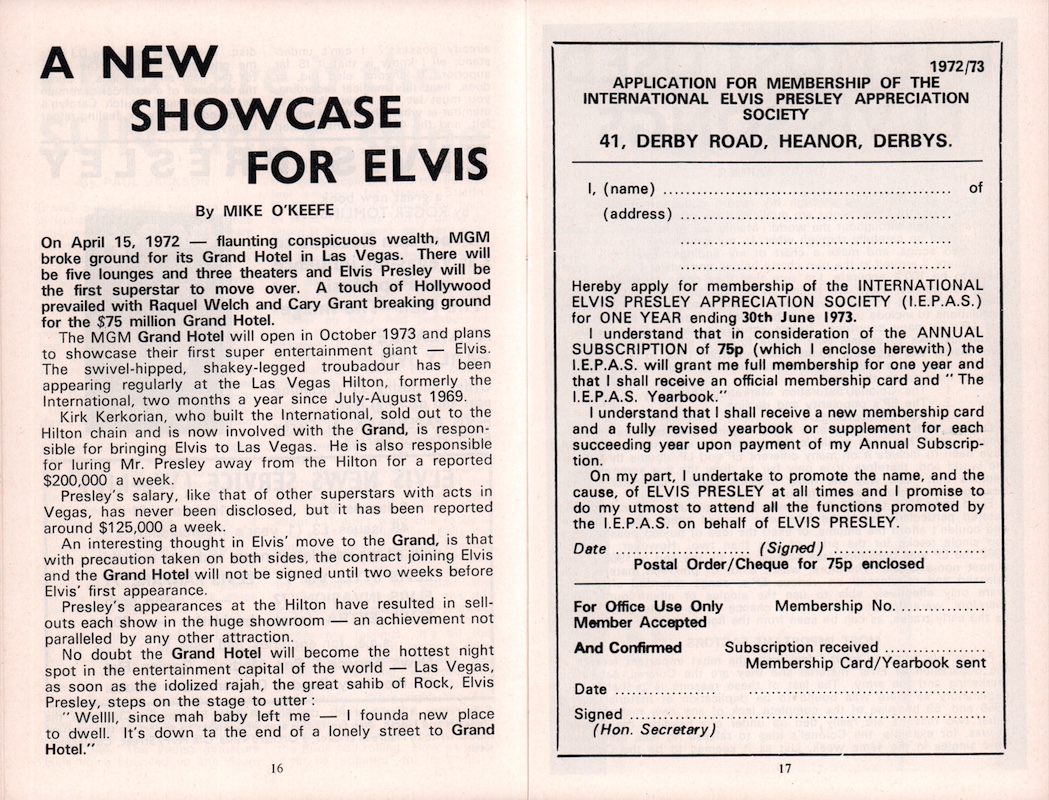 A NEW
SHOWCASE
FOR ELVIS
By MIKE O'KEEFE
On April 15, 1972 — flaunting conspicuous wealth, MGM
broke ground for its Grand Hotel in Las Vegas. There will
be five lounges and three theaters and Elvis Presley will be
the first superstar to move over. A touch of Hollywood
prevailed with Raquel Welch and Cary Grant breaking ground
for the $75 million Grand Hotel.
The MGM Grand Hotel will open in October 1973 and plans
to showcase their first super entertainment giant — Elvis.
The swivel-hipped, shakey-legged troubadour has been
appearing regularly at the Las Vegas Hilton, formerly the
International, two months a year since July-August 1969.
Kirk Kerkorian, who built the International, sold out to the
Hilton chain and is now involved with the Grand, is respon-
sible for bringing Elvis to Las Vegas. He is also responsible
for luring Mr. Presley away from the Hilton for a reported
$200,000 a week.
Presley's salary, like that of other superstars with acts in
Vegas, has never been disclosed, but it has been reported
around $125,000 a week.
An interesting thought in Elvis' move to the Grand, is that
with precaution taken on both sides, the contract joining Elvis
and the Grand Hotel will not be signed until two weeks before
Elvis' first appearance.
Presley's appearances at the Hilton have resulted in sell-
outs each show in the huge showroom — an achievement not
paralleled by any other attraction.
No doubt the Grand Hotel will become the hottest night
spot in the entertainment capital of the world — Las Vegas,
as soon as the idolized rajah, the great sahib of Rock, Elvis
Presley, steps on the stage to utter :
"Wellll, since mah baby left me — I founda new place
to dwell. It's down ta the end of a lonely street to Grand
Hotel."
16
1972/73
APPLICATION FOR MEMBERSHIP OF THE
INTERNATIONAL ELVIS PRESLEY APPRECIATION
SOCIETY
41, DERBY ROAD, HEANOR, DERBYS.
I, (name) .................................................. of
(address) ...............................................
...............................................
...............................................
Hereby apply for membership of the INTERNATIONAL
ELVIS PRESLEY APPRECIATION SOCIETY (I.E.P.A.S.)
for ONE YEAR ending 30th June 1973.
I understand that in consideration of the ANNUAL
SUBSCRIPTION of 75p (which I enclose herewith) the
I.E.P.A.S. will grant me full membership for one year and
that I shall receive an official membership card and "The
I.E.P.A.S. Yearbook."
I understand that I shall receive a new membership card
and a fully revised yearbook or supplement for each
succeeding year upon payment of my Annual Subscrip-
tion.
On my part, I undertake to promote the name, and the
cause, of ELVIS PRESLEY at all times and I promise to
do my utmost to attend all the functions promoted by
the I.E.P.A.S. on behalf of ELVIS PRESLEY.
Date ........................ (Signed) ...........................
Postal Order/Cheque for 75p enclosed
For Office Use Only Membership No. ...............
Member Accepted
And Confirmed Subscription received ..................
Membership Card/Yearbook sent
Date ....................... .........................................
Signed ..............................................................
(Hon. Secretary)
17